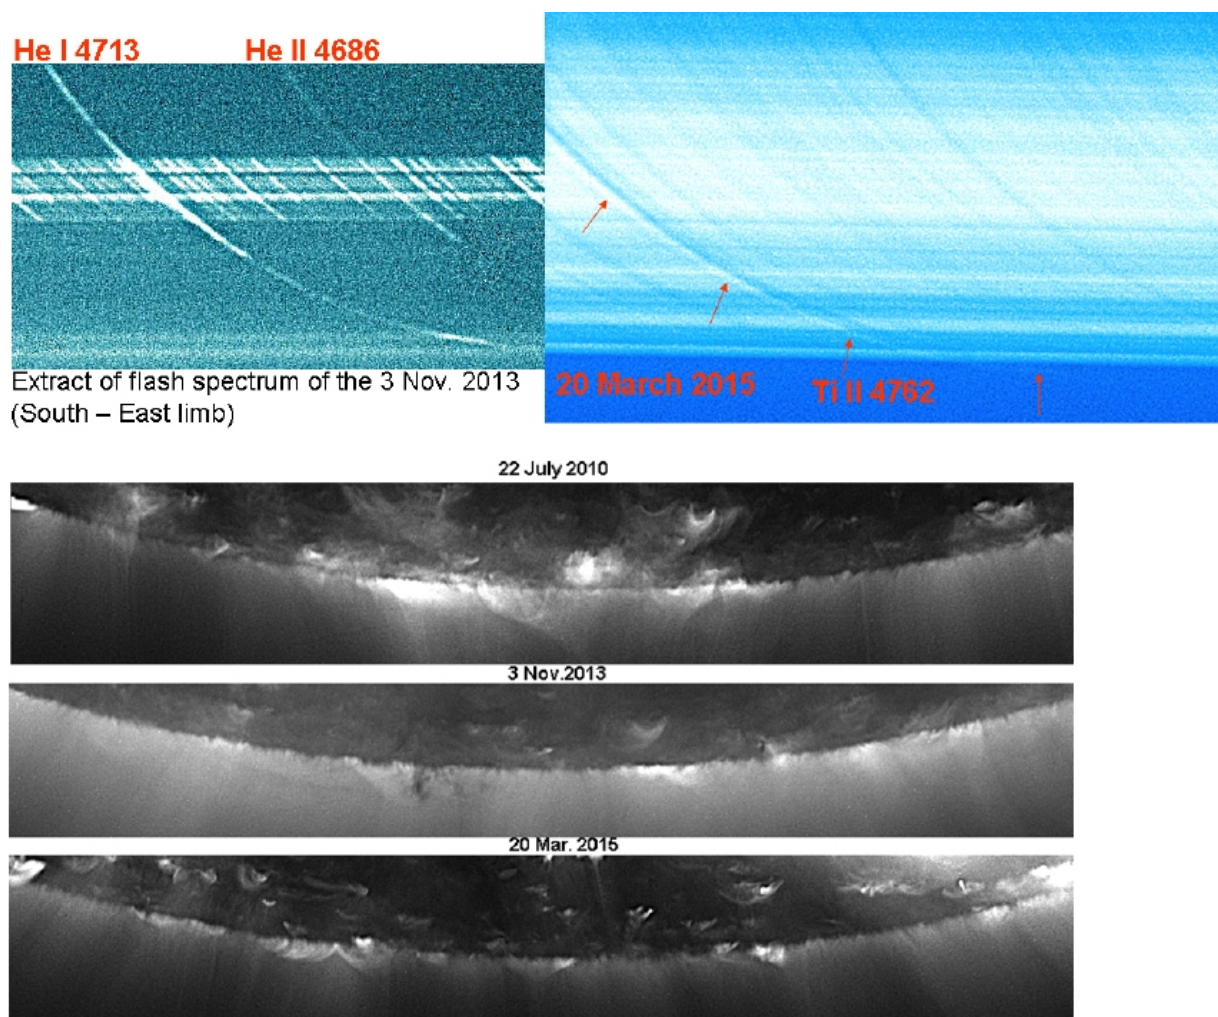 He I 4713
He II 4686
Extract of flash spectrum of the 3 Nov. 2013
(South – East limb)
20 March 2015
Ti II 4762
22 July 2010
3 Nov.2013
20 Mar. 2015